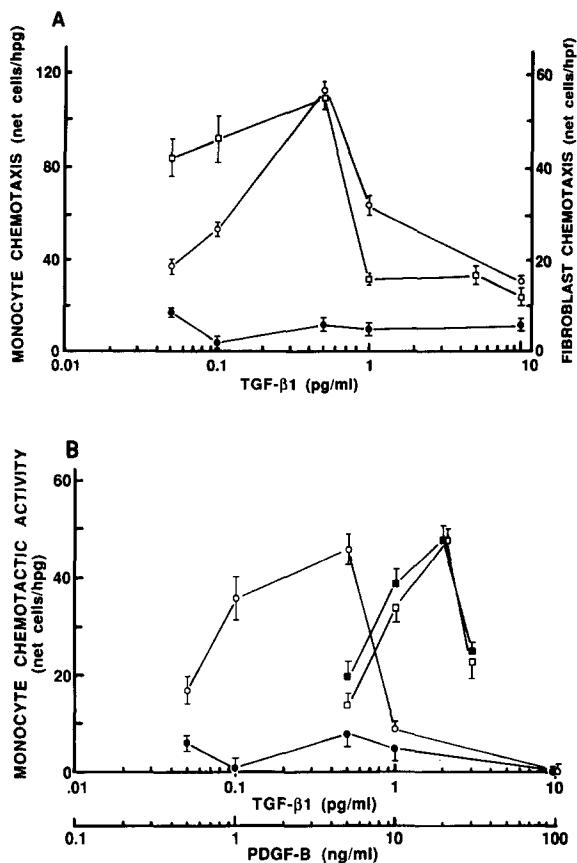 A
MONOCYTE CHEMOTAXIS (net cells/hpg)
120
80
40
0
FIBROBLAST CHEMOTAXIS (net cells/hpf)
60
40
20
0
0.01
0.1
1
10
TGF-β1 (pg/ml)
B
MONOCYTE CHEMOTACTIC ACTIVITY
(net cells/hpg)
60
40
20
0
.01
0.1
1
10
TGF-β1 (pg/ml)
0.1
1
10
100
PDGF-B (ng/ml)